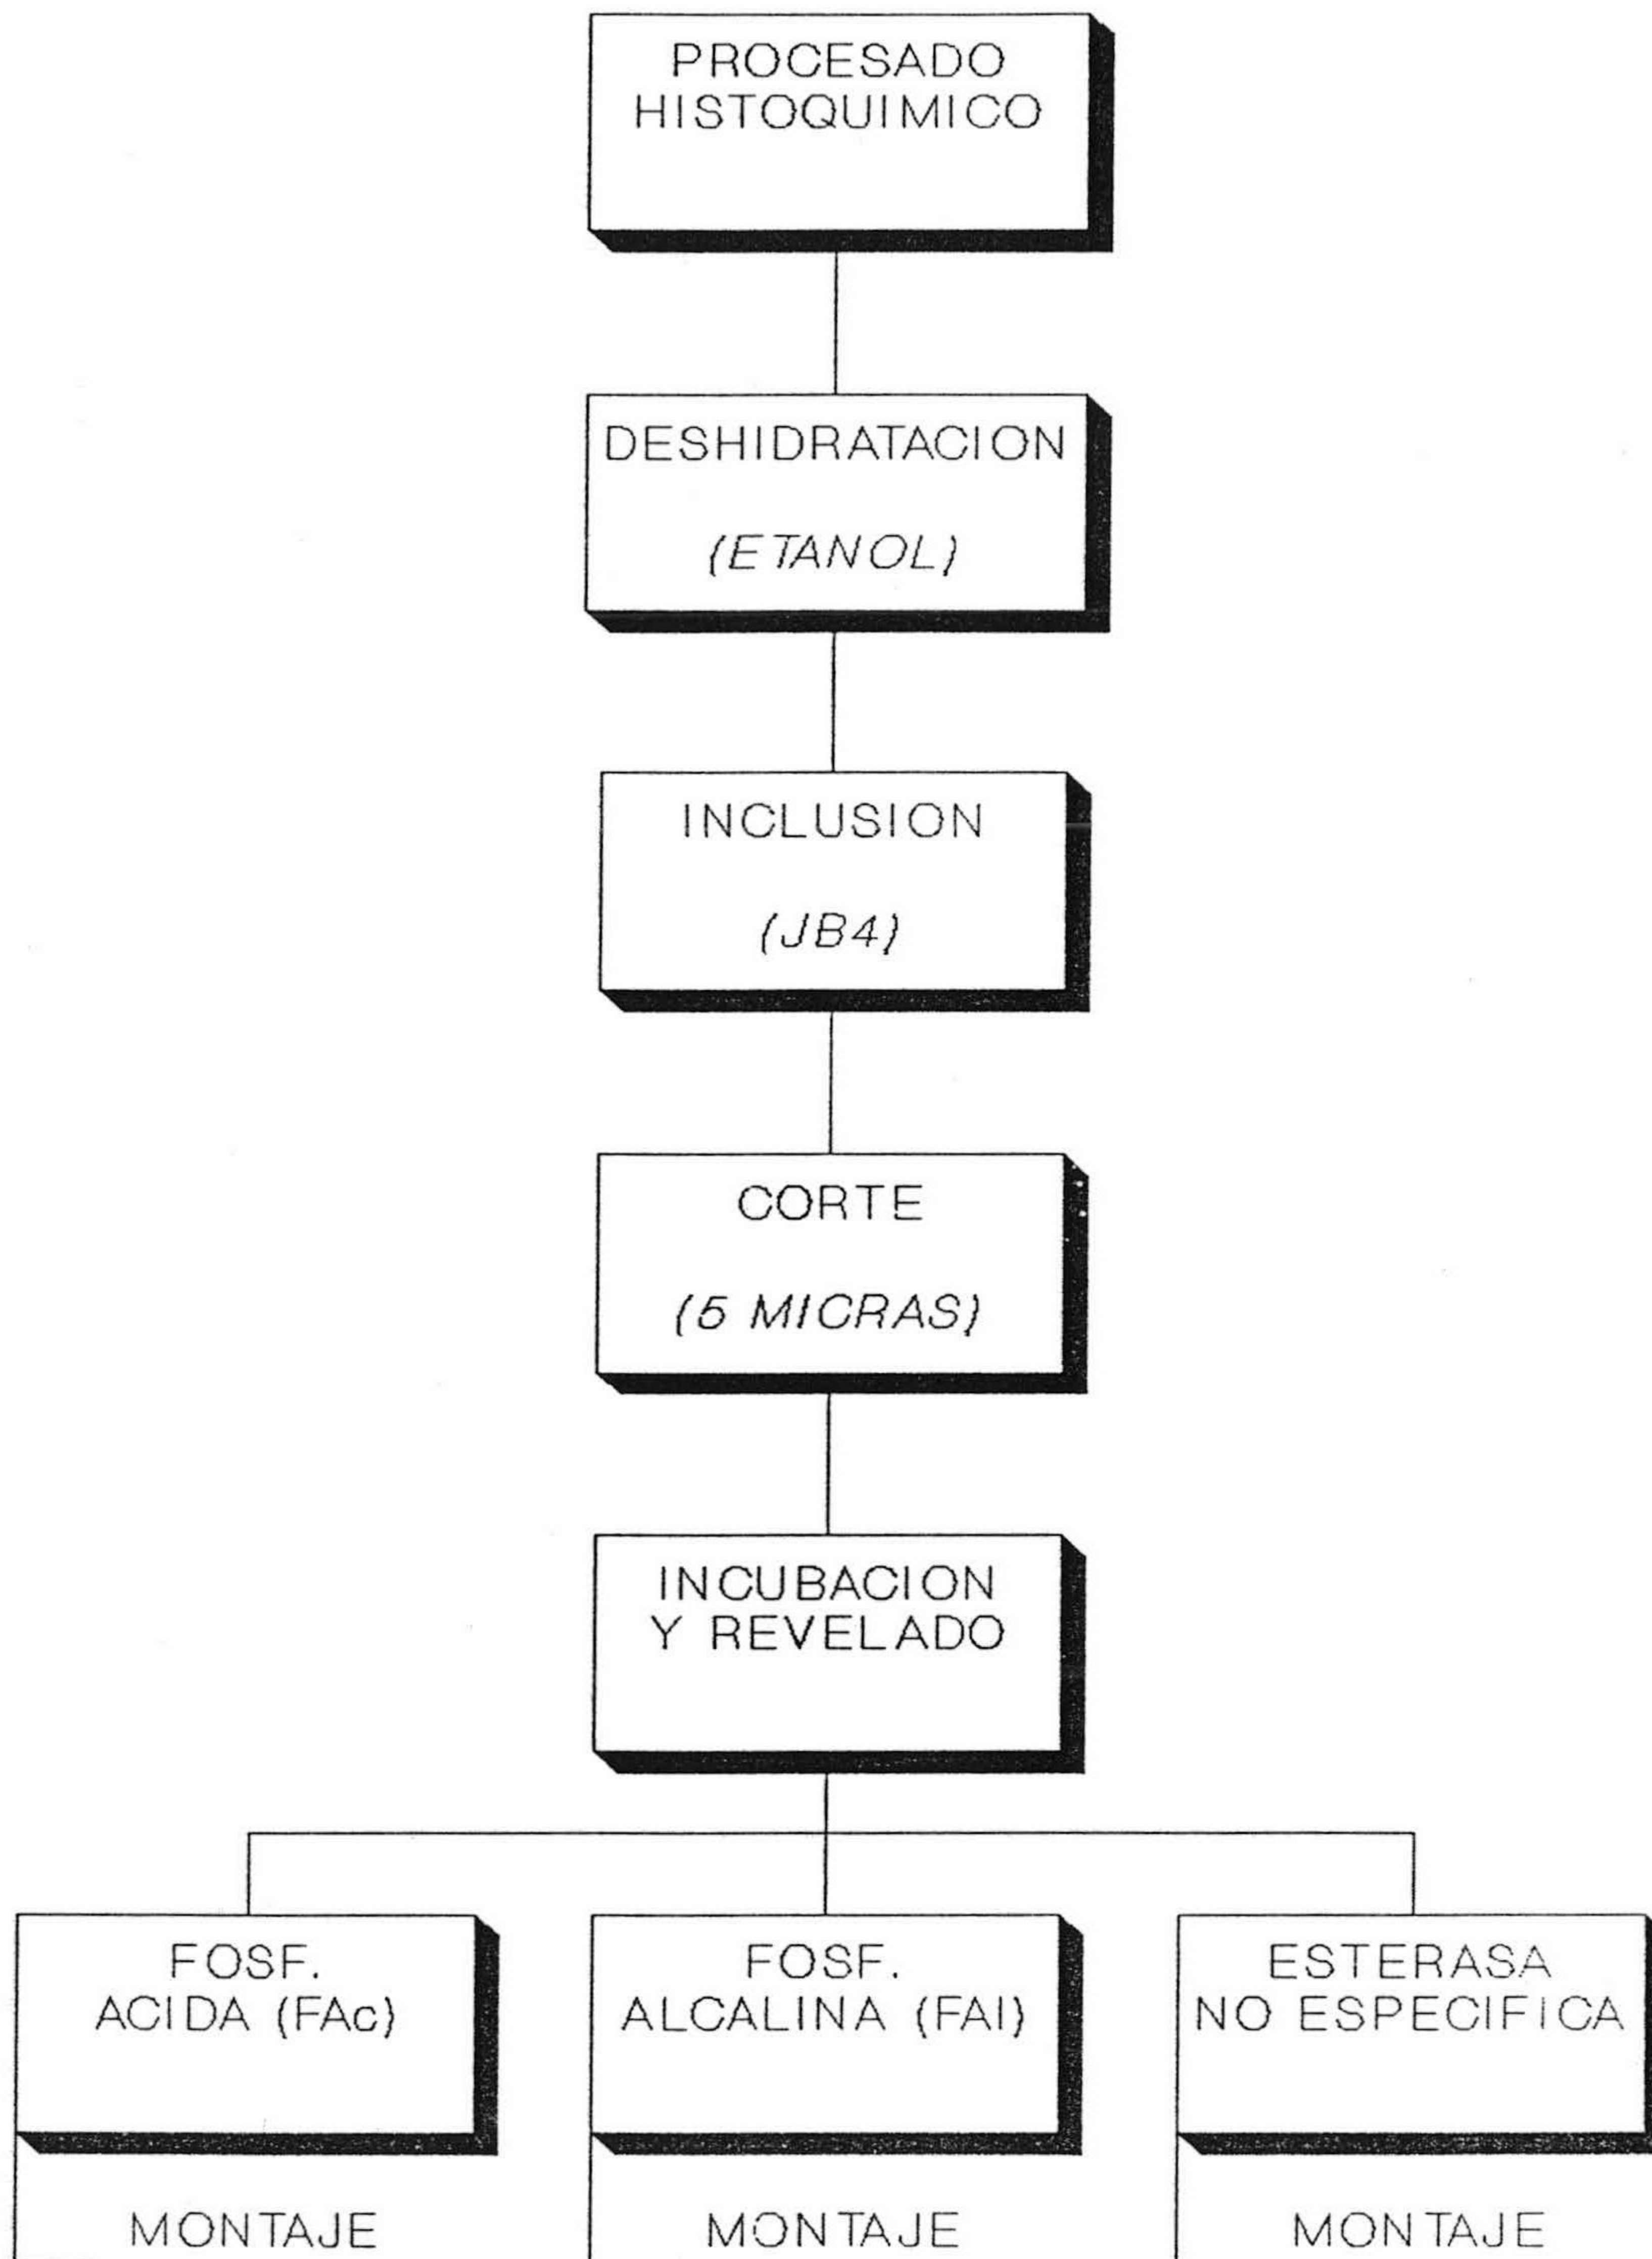 PROCESADO
HISTOQUIMICO
DESHIDRATACION
(ETANOL)
INCLUSION
(JB4)
CORTE
(5 MICRAS)
INCUBACION
Y REVELADO
FOSF.
ACIDA (FAc)
FOSF.
ALCALINA (FAl)
ESTERASA
NO ESPECIFICA
MONTAJE
MONTAJE
MONTAJE